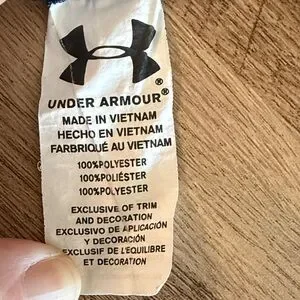 UNDER ARMOUR®
MADE IN VIETNAM
HECHO EN VIETNAM
FARBRIQUÉ AU VIETNAM
100%POLYESTER
100%POLIÉSTER
100%POLYESTER
EXCLUSIVE OF TRIM
AND DECORATION
EXCLUSIVO DE APLICACIÓN
Y DECORACIÓN
EXCLUSIF DE L'EQUILIBRE
ET DECORATION